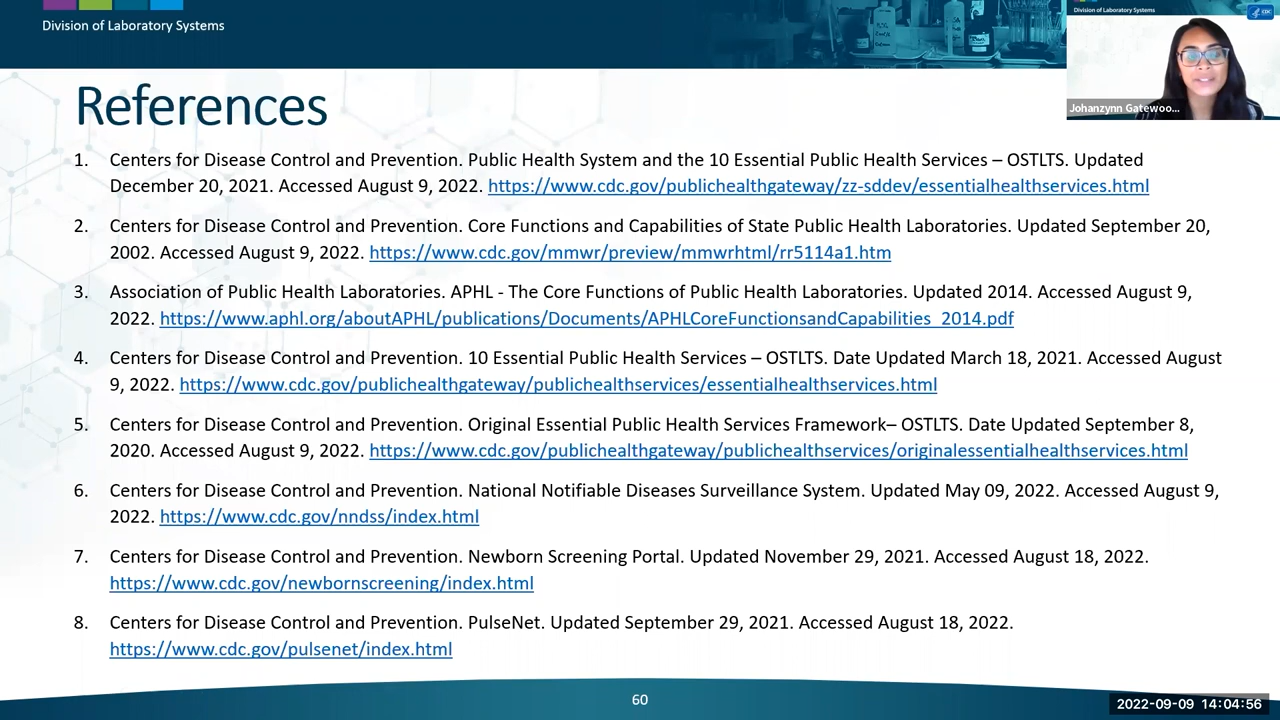 Division of Laboratory Systems
Division of Laboratory Systems
CDC
Johanzynn Gatewoo...
References
1. Centers for Disease Control and Prevention. Public Health System and the 10 Essential Public Health Services – OSTLTS. Updated
December 20, 2021. Accessed August 9, 2022. https://www.cdc.gov/publichealthgateway/zz-sddev/essentialhealthservices.html
2. Centers for Disease Control and Prevention. Core Functions and Capabilities of State Public Health Laboratories. Updated September 20,
2002. Accessed August 9, 2022. https://www.cdc.gov/mmwr/preview/mmwrhtml/rr5114a1.htm
3. Association of Public Health Laboratories. APHL - The Core Functions of Public Health Laboratories. Updated 2014. Accessed August 9,
2022. https://www.aphl.org/aboutAPHL/publications/Documents/APHLCoreFunctionsandCapabilities_2014.pdf
4. Centers for Disease Control and Prevention. 10 Essential Public Health Services – OSTLTS. Date Updated March 18, 2021. Accessed August
9, 2022. https://www.cdc.gov/publichealthgateway/publichealthservices/essentialhealthservices.html
5. Centers for Disease Control and Prevention. Original Essential Public Health Services Framework– OSTLTS. Date Updated September 8,
2020. Accessed August 9, 2022. https://www.cdc.gov/publichealthgateway/publichealthservices/originalessentialhealthservices.html
6. Centers for Disease Control and Prevention. National Notifiable Diseases Surveillance System. Updated May 09, 2022. Accessed August 9,
2022. https://www.cdc.gov/nndss/index.html
7. Centers for Disease Control and Prevention. Newborn Screening Portal. Updated November 29, 2021. Accessed August 18, 2022.
https://www.cdc.gov/newbornscreening/index.html
8. Centers for Disease Control and Prevention. PulseNet. Updated September 29, 2021. Accessed August 18, 2022.
https://www.cdc.gov/pulsenet/index.html
60
2022-09-09 14:04:56